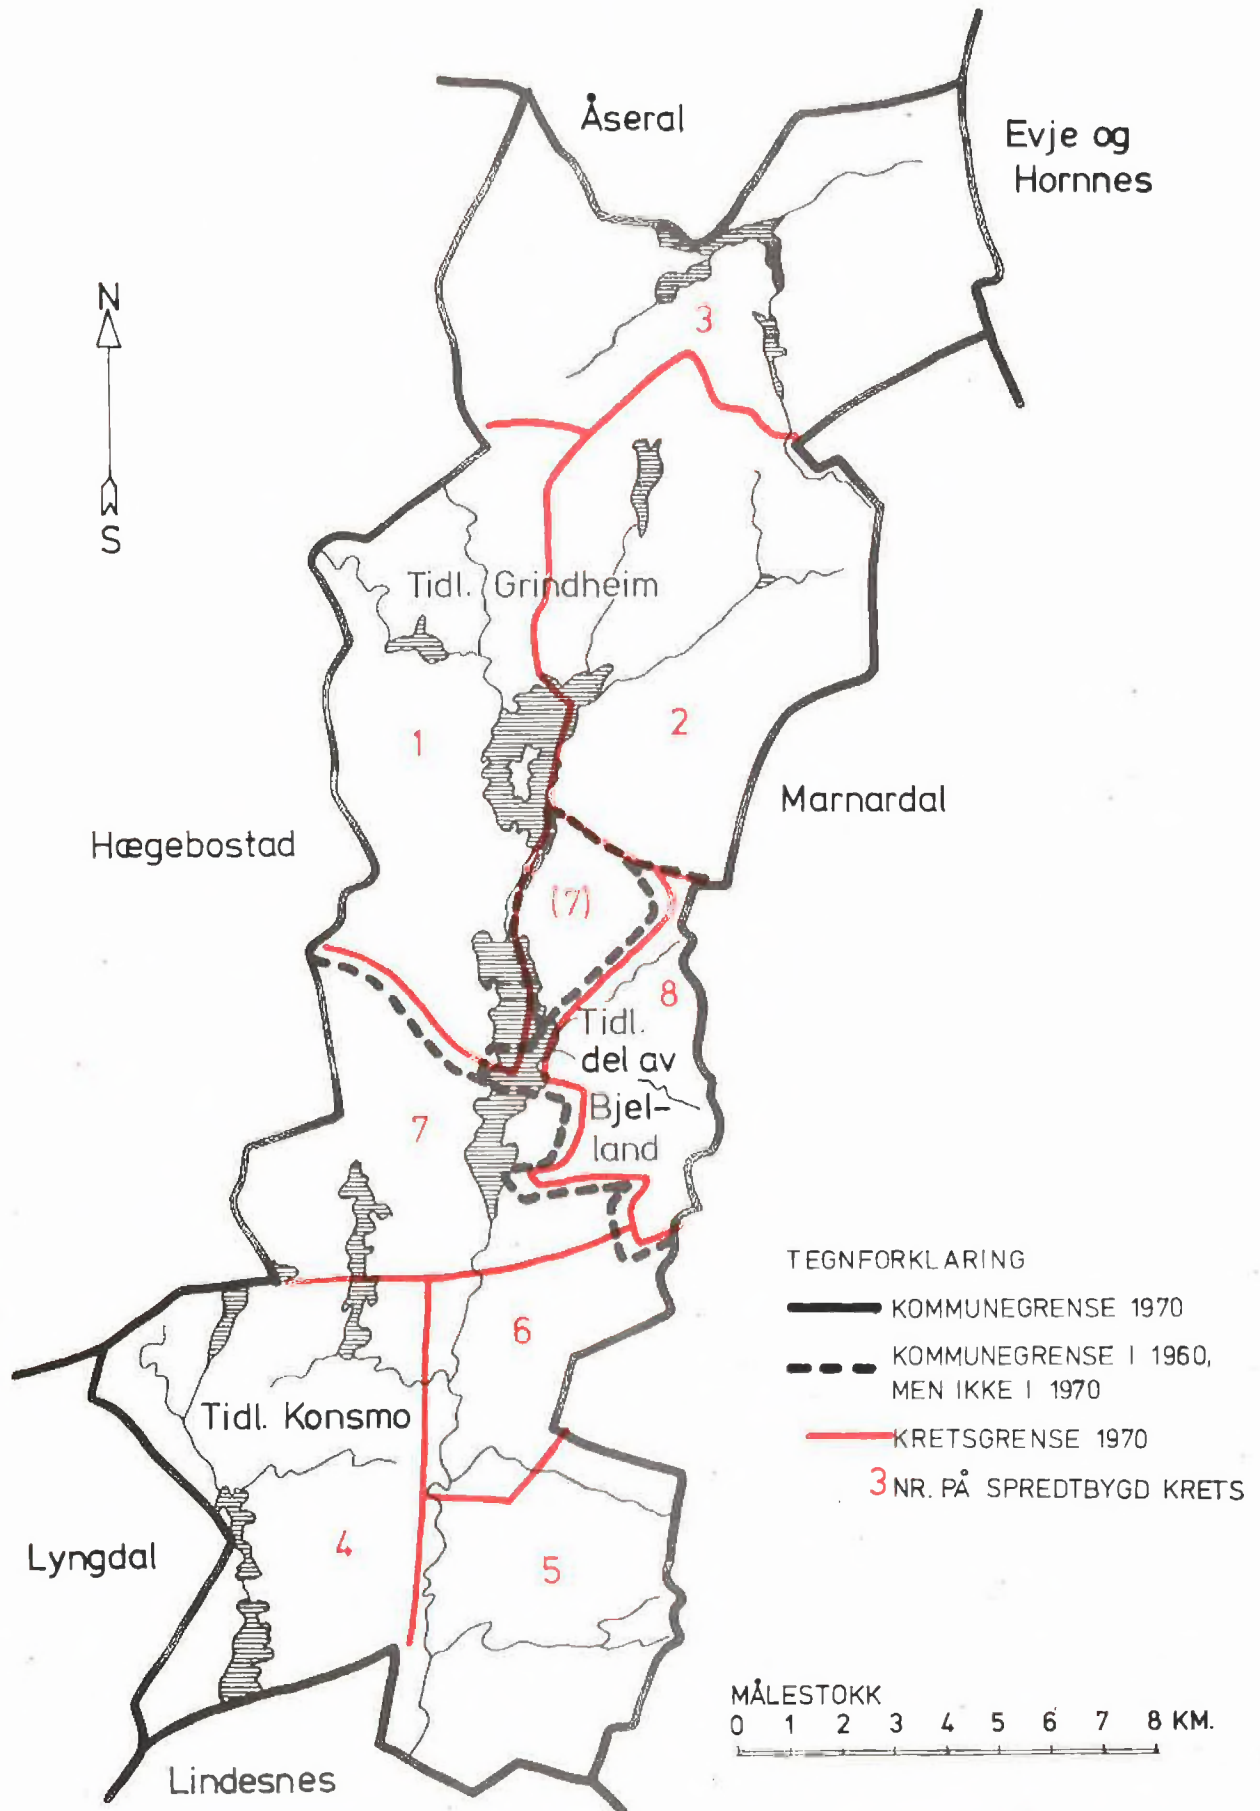 Åseral
Evje og
Hornnes
N
S
3
Tidl. Grindheim
1
2
Marnardal
Hægebostad
(7)
8
Tidl.
del av
Bjel-
land
7
6
TEGNFORKLARING
KOMMUNEGRENSE 1970
KOMMUNEGRENSE I 1960,
MEN IKKE I 1970
KRETSGRENSE 1970
3 NR. PÅ SPREDTBYGD KRETS
Tidl. Konsmo
4
5
Lyngdal
Lindesnes
MÅLESTOKK
0 1 2 3 4 5 6 7 8 KM.